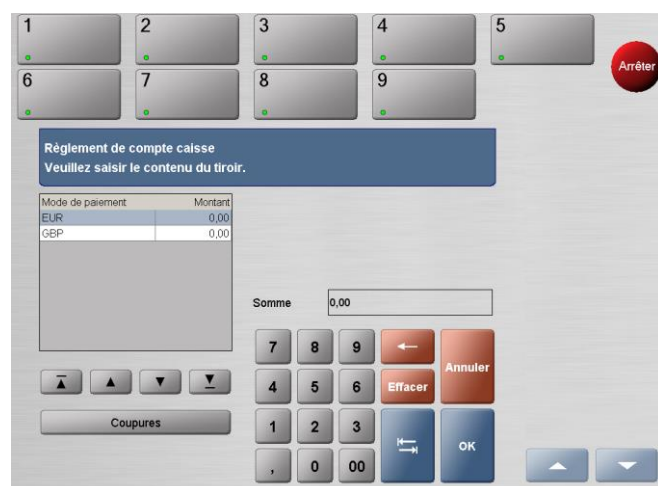 1 2 3 4 5
Arrêter
6 7 8 9
Règlement de compte caisse
Veuillez saisir le contenu du tiroir.
Mode de paiement Montant
EUR 0,00
GBP 0,00
Somme 0,00
7 8 9
Annuler
4 5 6 Effacer
Coupures
1 2 3
OK
, 0 00